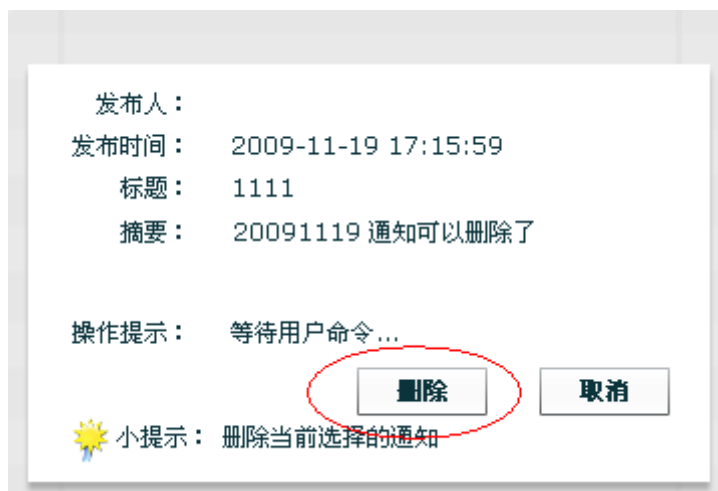 发布人：
发布时间： 2009-11-19 17:15:59
标题： 1111
摘要： 20091119 通知可以删除了
操作提示： 等待用户命令...
删除 取消
小提示： 删除当前选择的通知